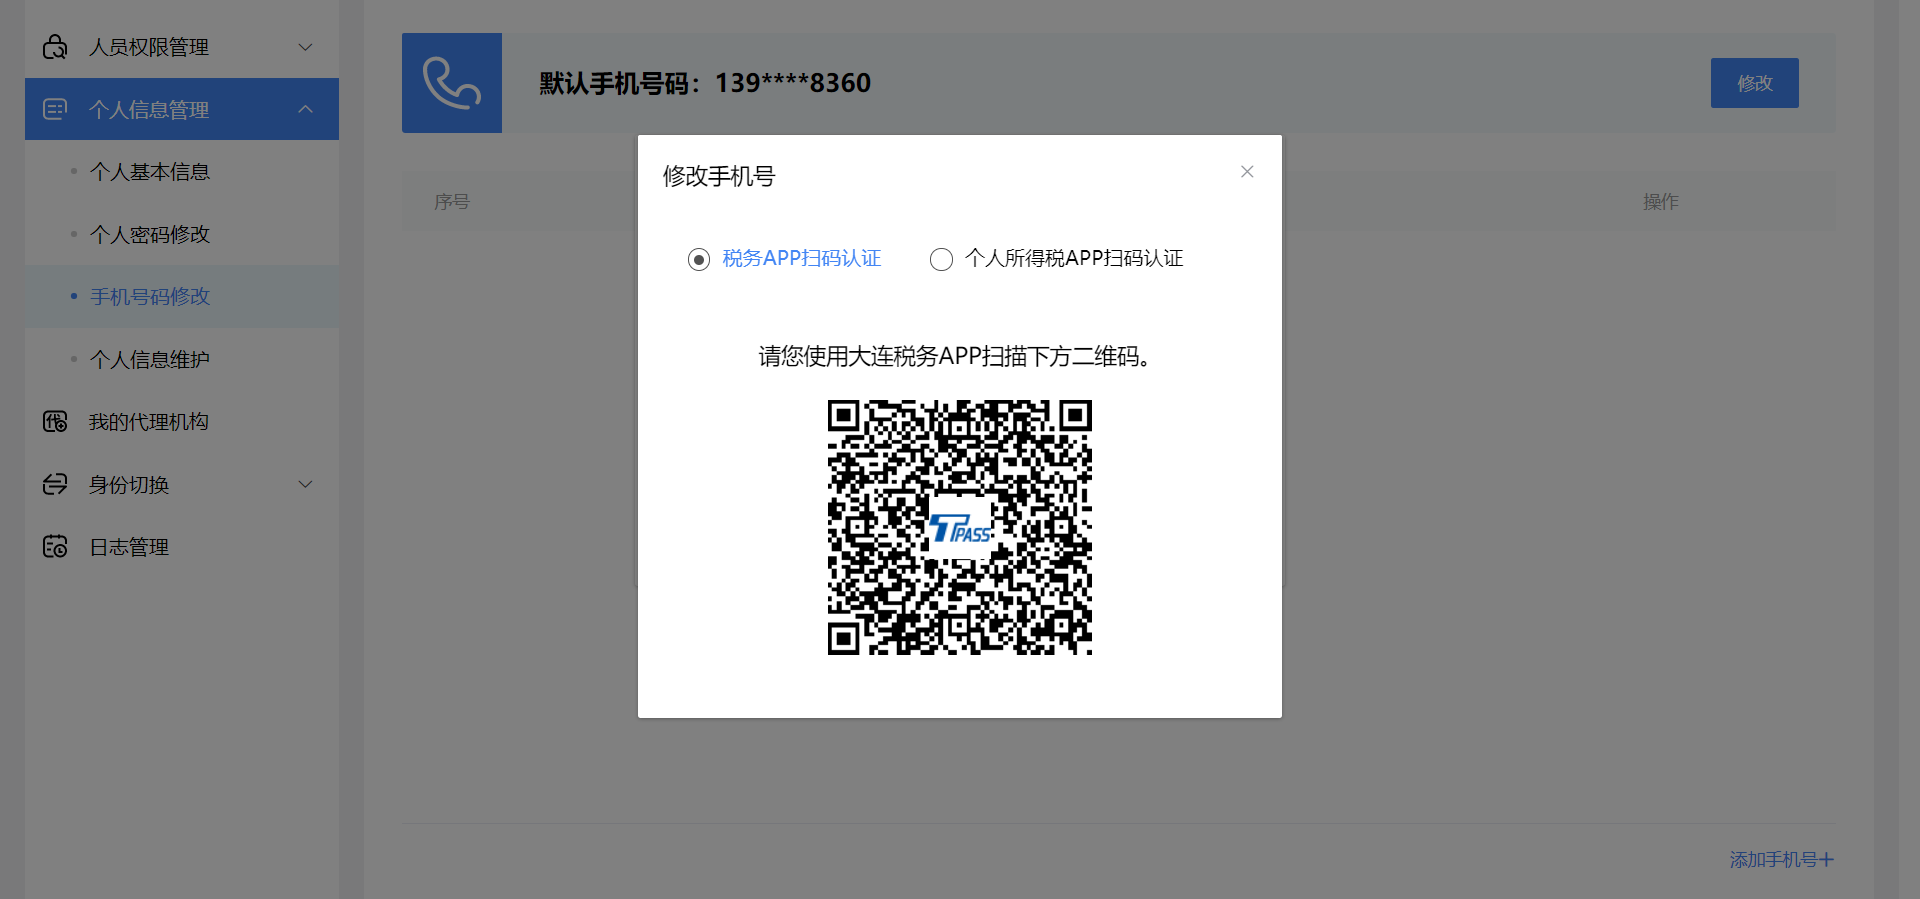 人员权限管理
个人信息管理
个人基本信息
个人密码修改
手机号码修改
个人信息维护
我的代理机构
身份切换
日志管理
默认手机号码：139****8360
修改
序号
操作
修改手机号
税务APP扫码认证
个人所得税APP扫码认证
请您使用大连税务APP扫描下方二维码。
TPASS
添加手机号+